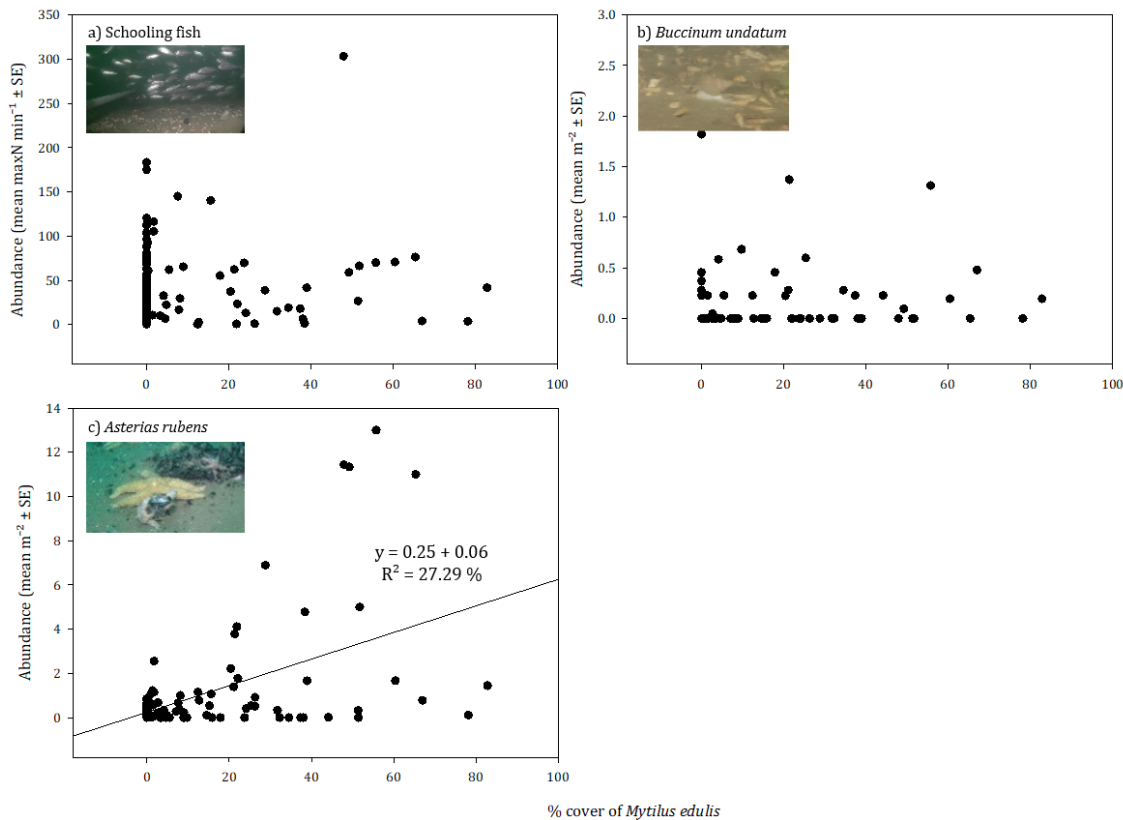 a) Schooling fish
Abundance (mean maxN min⁻¹ ± SE)
350
300
250
200
150
100
50
0
0 20 40 60 80 100
b) Buccinum undatum
Abundance (mean m⁻² ± SE)
3.0
2.5
2.0
1.5
1.0
0.5
0.0
0 20 40 60 80 100
c) Asterias rubens
Abundance (mean m⁻² ± SE)
14
12
10
8
6
4
2
0
y = 0.25 + 0.06
R² = 27.29 %
0 20 40 60 80 100
% cover of Mytilus edulis